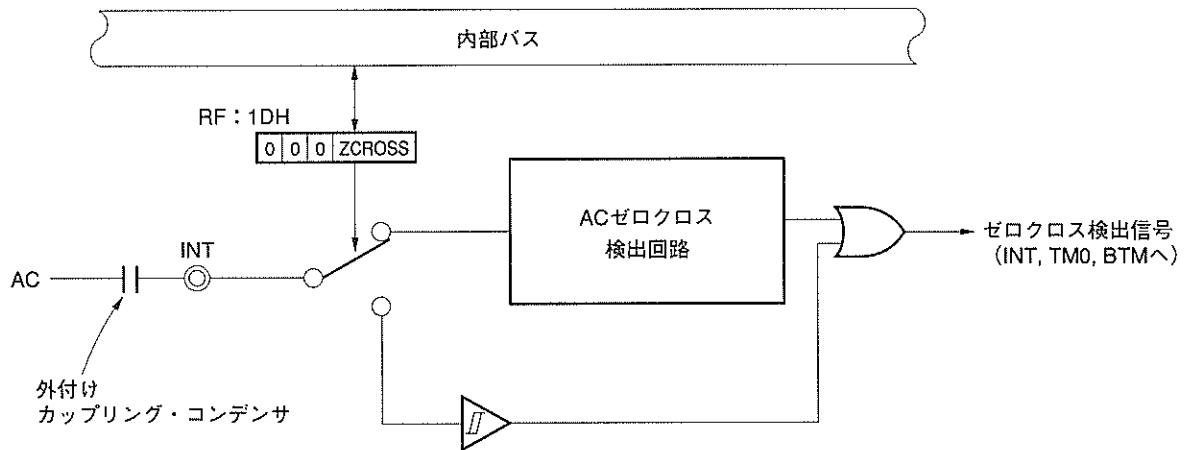 内部バス
RF：1DH
0 0 0 ZCROSS
ACゼロクロス
検出回路
INT
AC
ゼロクロス検出信号
（INT, TM0, BTMへ）
外付け
カップリング・コンデンサ